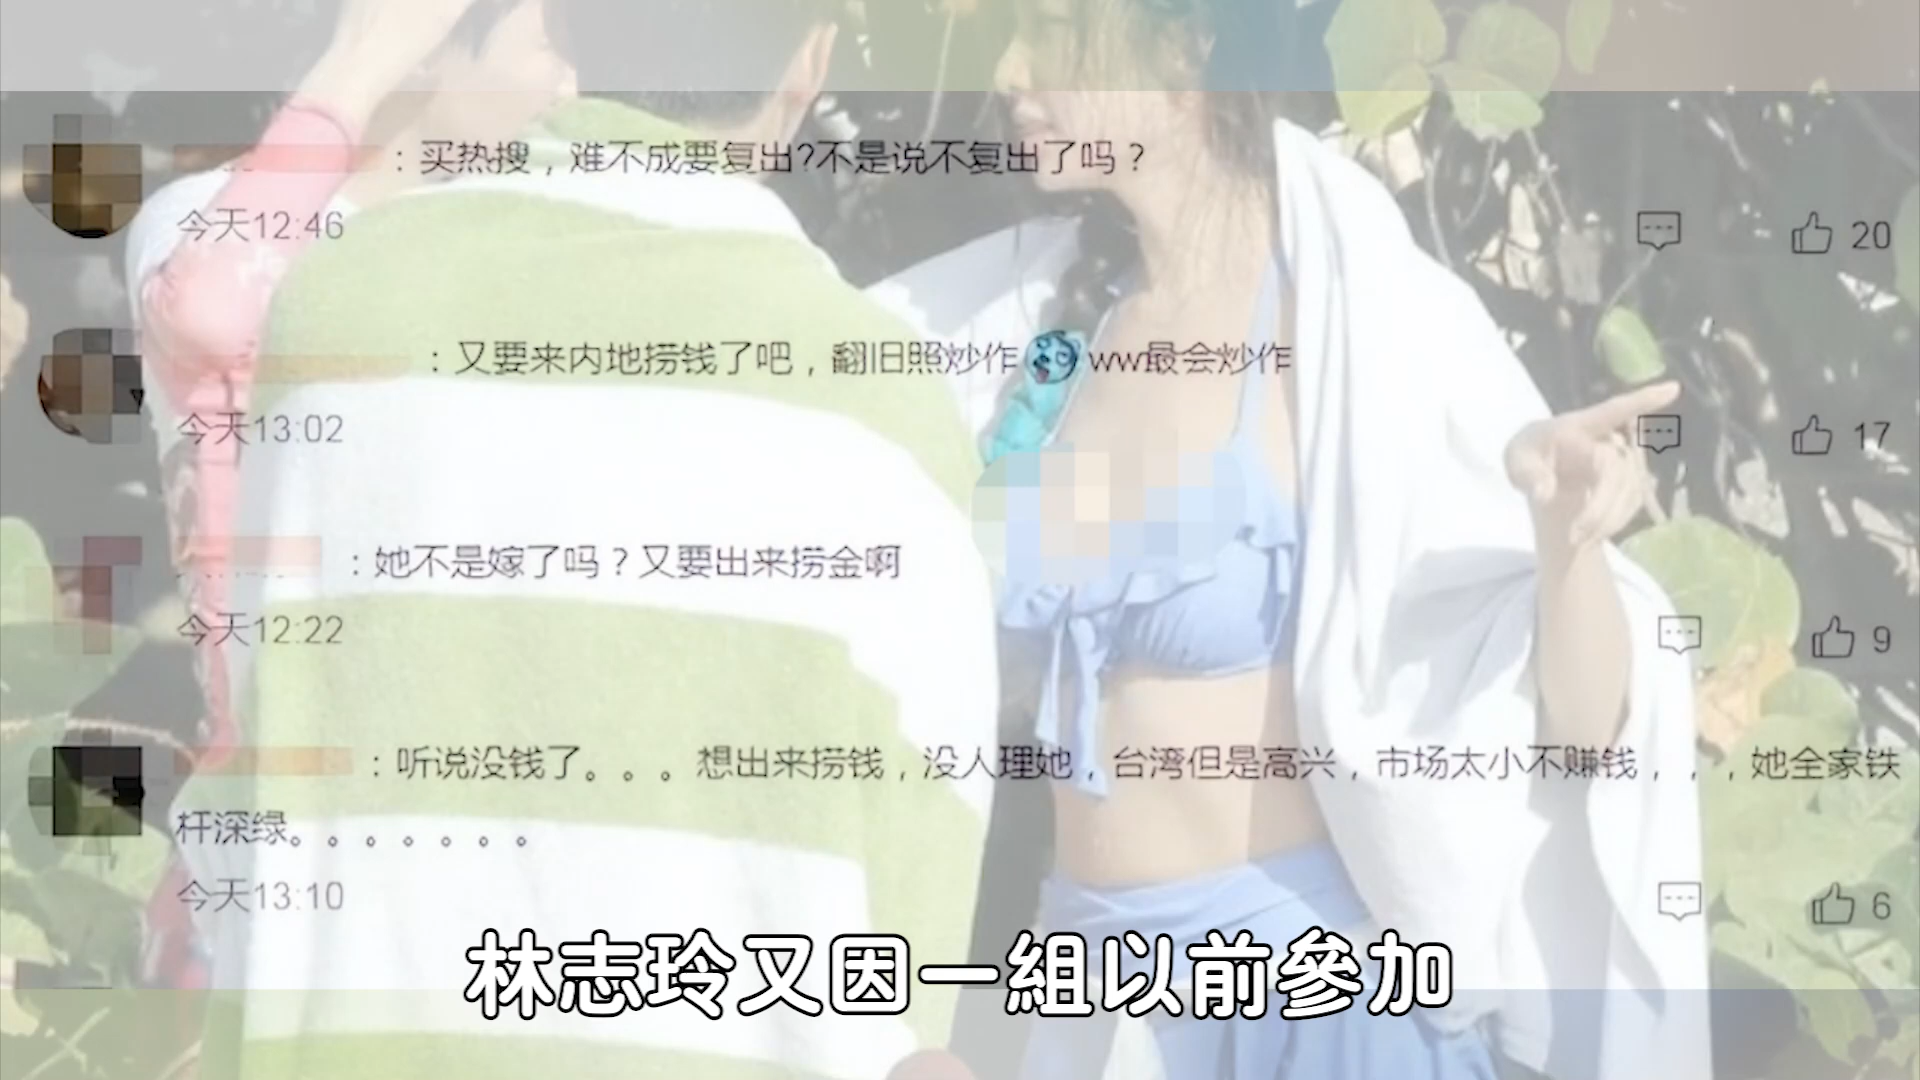 ：买热搜，难不成要复出?不是说不复出了吗？
今天12:46
20
：又要来内地捞钱了吧，翻旧照炒作 ww最会炒作
今天13:02
17
：她不是嫁了吗？又要出来捞金啊
今天12:22
9
：听说没钱了。。。想出来捞钱，没人理她，台湾但是高兴，市场太小不赚钱，，，她全家铁
杆深绿。。。。。。。
今天13:10
6
林志玲又因一組以前參加